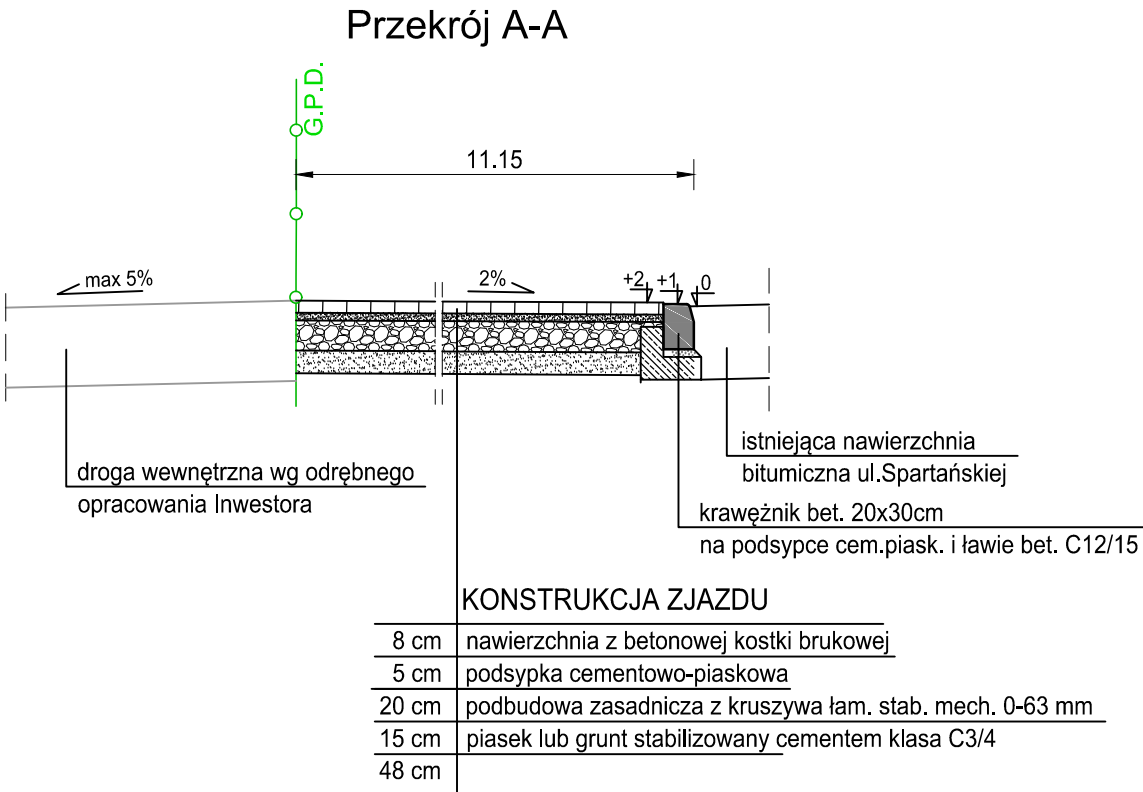 Przekrój A-A
G.P.D.
11.15
max 5%
2%
+2
+1
0
droga wewnętrzna wg odrębnego
opracowania Inwestora
istniejąca nawierzchnia
bitumiczna ul.Spartańskiej
krawężnik bet. 20x30cm
na podsypce cem.piask. i ławie bet. C12/15
KONSTRUKCJA ZJAZDU
8 cm nawierzchnia z betonowej kostki brukowej
5 cm podsypka cementowo-piaskowa
20 cm podbudowa zasadnicza z kruszywa łam. stab. mech. 0-63 mm
15 cm piasek lub grunt stabilizowany cementem klasa C3/4
48 cm